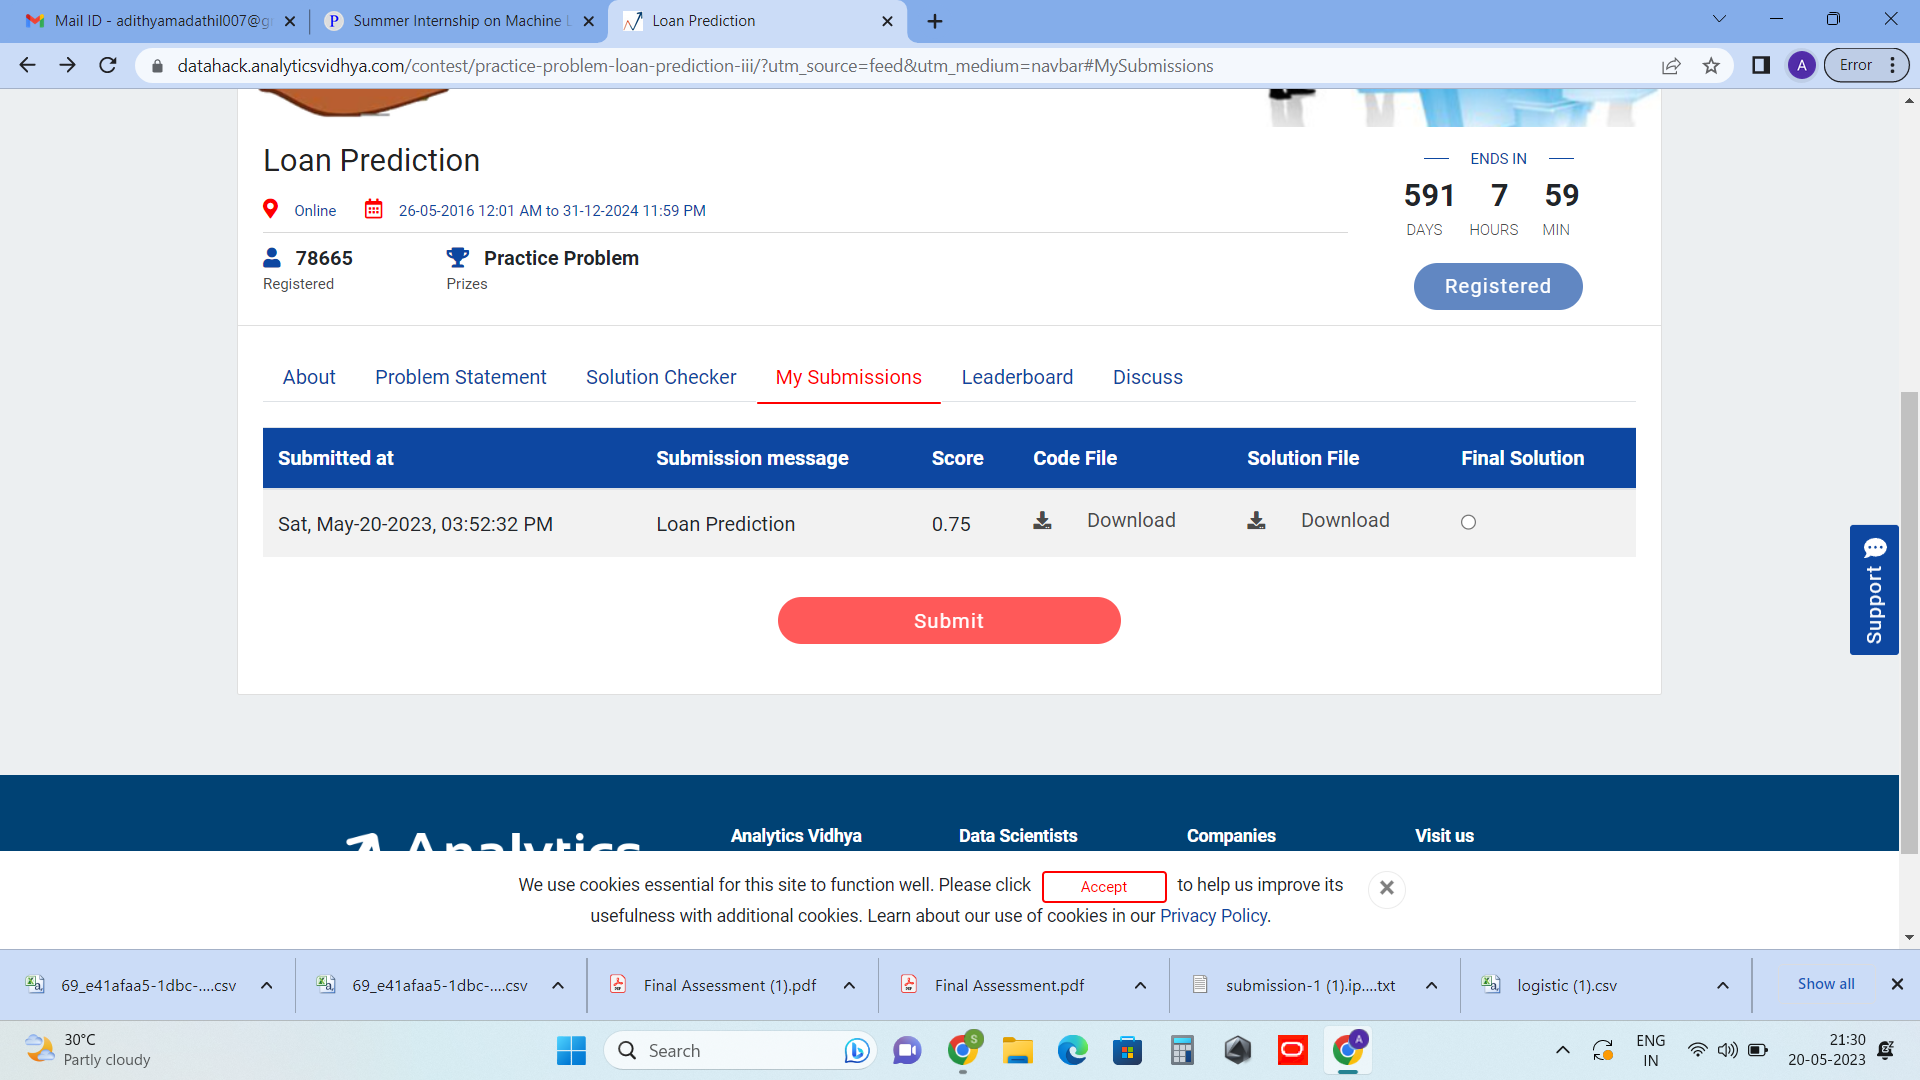 Mail ID - adithyamadathil007@g
Summer Internship on Machine L
Loan Prediction
datahack.analyticsvidhya.com/contest/practice-problem-loan-prediction-iii/?utm_source=feed&utm_medium=navbar#MySubmissions
A
Error
Loan Prediction
ENDS IN
591 7 59
DAYS HOURS MIN
Online 26-05-2016 12:01 AM to 31-12-2024 11:59 PM
78665 Practice Problem
Registered Prizes
Registered
About Problem Statement Solution Checker My Submissions Leaderboard Discuss
Submitted at Submission message Score Code File Solution File Final Solution
Sat, May-20-2023, 03:52:32 PM Loan Prediction 0.75 Download Download
Submit
Support
Analytics
Analytics Vidhya Data Scientists Companies Visit us
We use cookies essential for this site to function well. Please click Accept to help us improve its
usefulness with additional cookies. Learn about our use of cookies in our Privacy Policy.
69_e41afaa5-1dbc-....csv 69_e41afaa5-1dbc-....csv Final Assessment (1).pdf Final Assessment.pdf submission-1 (1).ip....txt logistic (1).csv Show all
30°C
Partly cloudy
Search
S
A
ENG
IN
21:30
20-05-2023